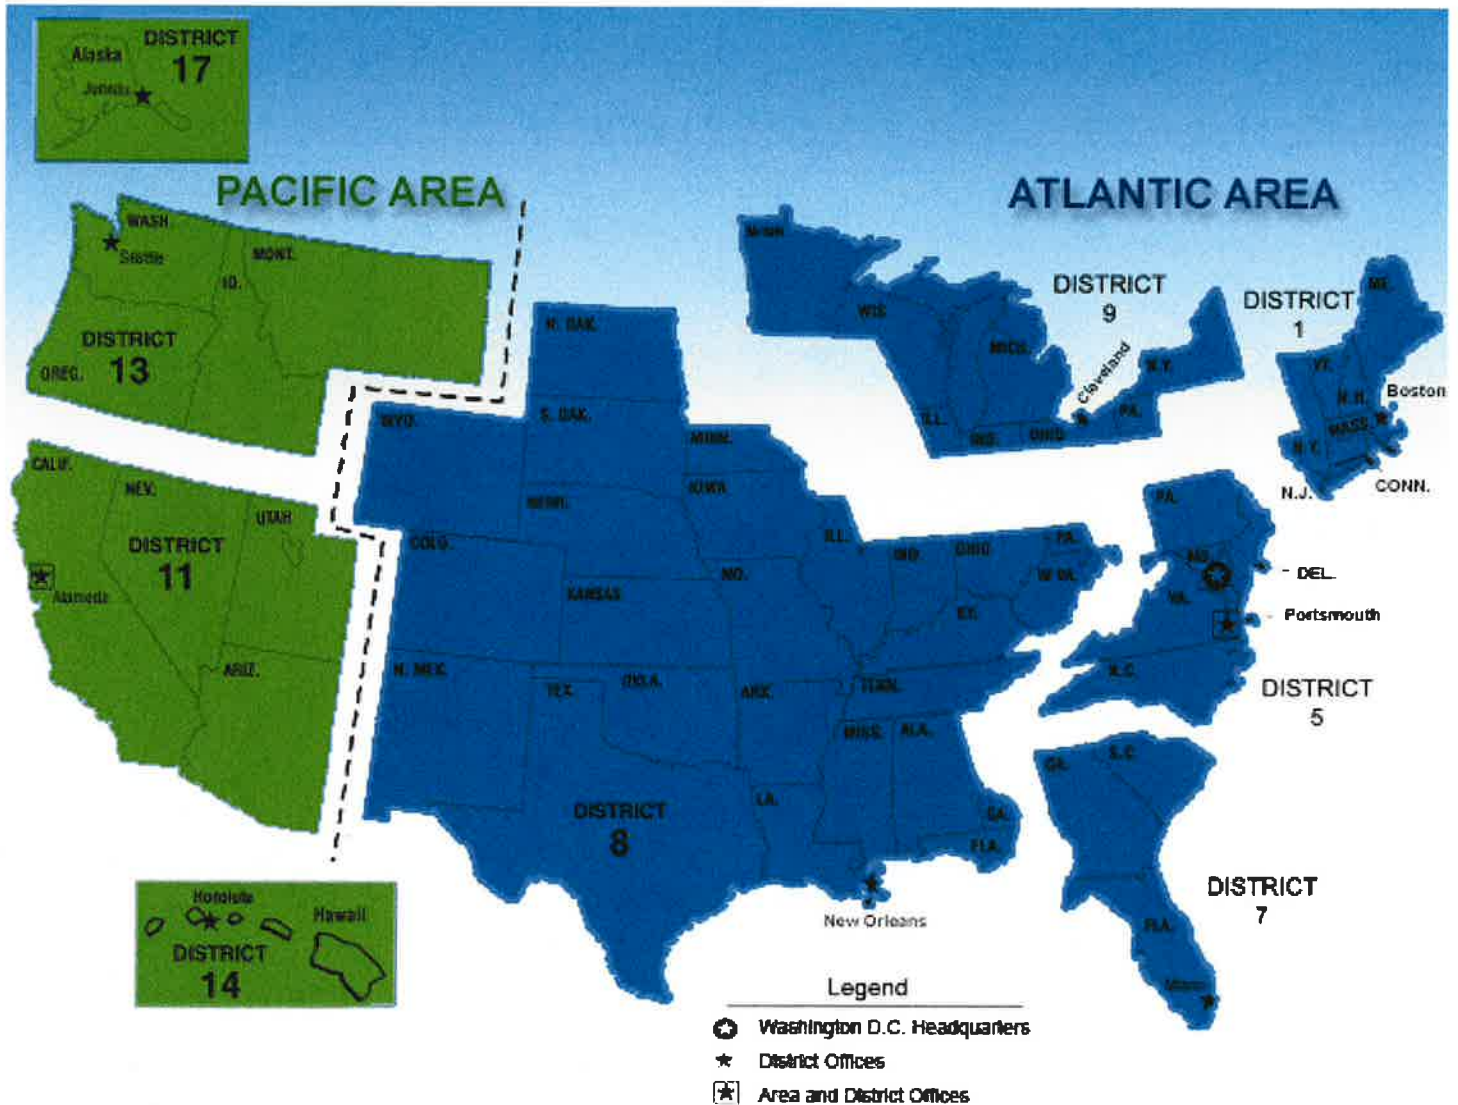 DISTRICT
17
Alaska
Juneau
PACIFIC AREA
ATLANTIC AREA
WASH
Seattle
MONT.
ID.
DISTRICT
13
OREG.
MINN.
WIS.
MICH.
DISTRICT
9
Cleveland
N.Y.
PA.
ILL.
IND.
OHIO
DISTRICT
1
ME.
VT.
N.H.
Boston
MASS.
N.Y.
N.J.
CONN.
CALIF.
NEV.
UTAH
DISTRICT
11
Alameda
ARIZ.
N. DAK.
S. DAK.
WYO.
MINN.
IOWA
NEBR.
COLO.
ILL.
IND.
OHIO
PA.
W VA.
MO.
KANSAS
KY.
N. MEX.
TEX.
OKLA.
ARK.
TENN.
MISS.
ALA.
LA.
GA.
FLA.
DISTRICT
8
New Orleans
PA.
MD.
DEL.
VA.
Portsmouth
N.C.
DISTRICT
5
GA.
S.C.
DISTRICT
7
FLA.
Miami
Honolulu
Hawaii
DISTRICT
14
Legend
Washington D.C. Headquarters
District Offices
Area and District Offices